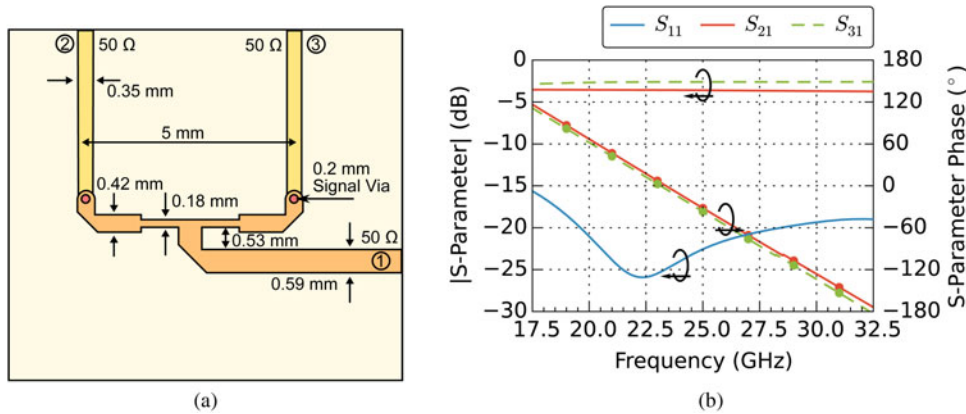 ② 50 Ω 50 Ω ③
0.35 mm
5 mm
0.2 mm
Signal Via
0.42 mm
0.18 mm
0.53 mm
50 Ω
①
0.59 mm
(a)
S₁₁ S₂₁ S₃₁
|S-Parameter| (dB)
0
−5
−10
−15
−20
−25
−30
180
120
60
0
−60
−120
−180
S-Parameter Phase (°)
17.5 20.0 22.5 25.0 27.5 30.0 32.5
Frequency (GHz)
(b)